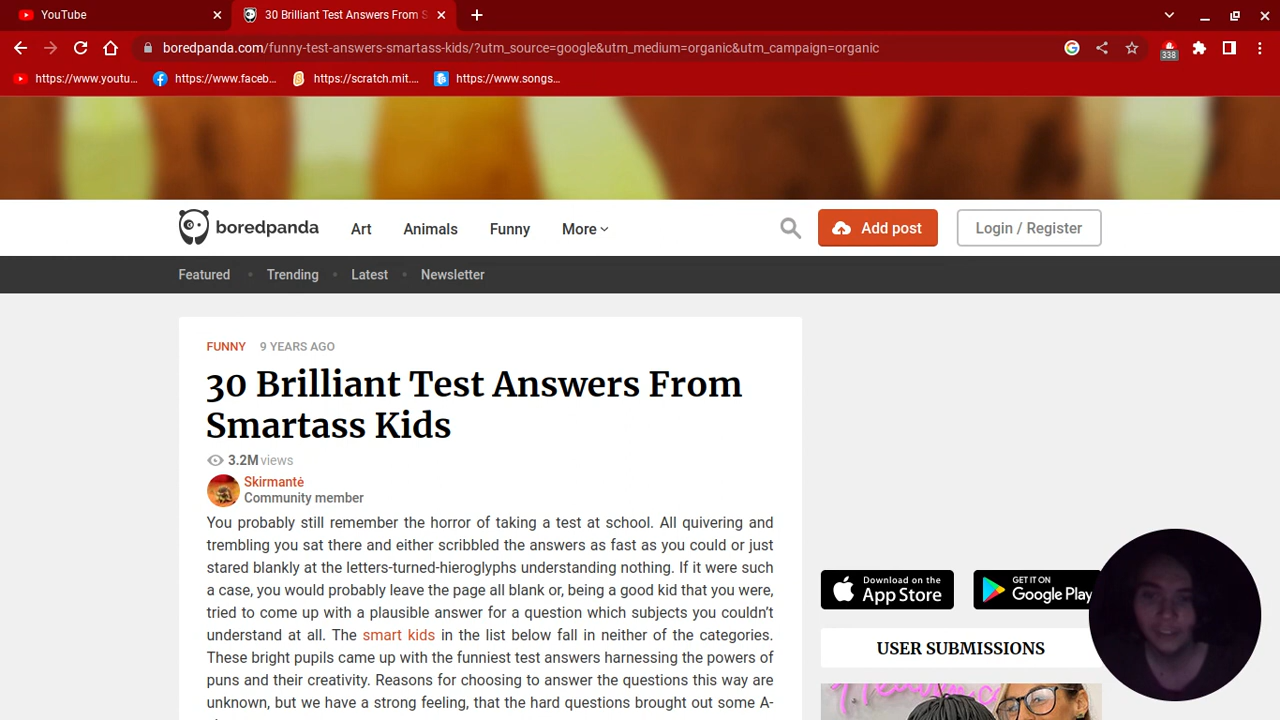 YouTube
30 Brilliant Test Answers From S
boredpanda.com/funny-test-answers-smartass-kids/?utm_source=google&utm_medium=organic&utm_campaign=organic
338
https://www.youtu...
https://www.faceb...
https://scratch.mit....
https://www.songs...
boredpanda
Art
Animals
Funny
More
Add post
Login / Register
Featured • Trending • Latest • Newsletter
FUNNY 9 YEARS AGO
30 Brilliant Test Answers From
Smartass Kids
3.2M views
Skirmantė
Community member
You probably still remember the horror of taking a test at school. All quivering and
trembling you sat there and either scribbled the answers as fast as you could or just
stared blankly at the letters-turned-hieroglyphs understanding nothing. If it were such
a case, you would probably leave the page all blank or, being a good kid that you were,
tried to come up with a plausible answer for a question which subjects you couldn't
understand at all. The smart kids in the list below fall in neither of the categories.
These bright pupils came up with the funniest test answers harnessing the powers of
puns and their creativity. Reasons for choosing to answer the questions this way are
unknown, but we have a strong feeling, that the hard questions brought out some A-
Download on the
App Store
GET IT ON
Google Play
USER SUBMISSIONS